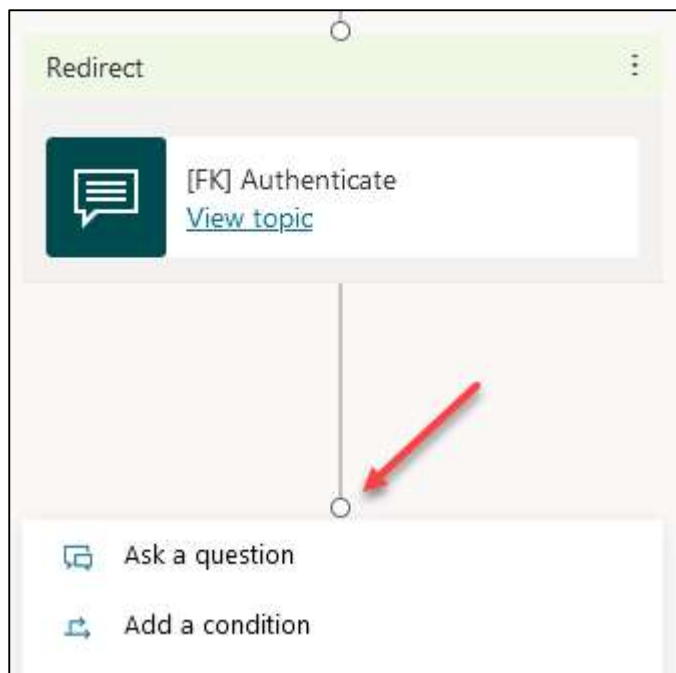 Redirect
[FK] Authenticate
View topic
Ask a question
Add a condition